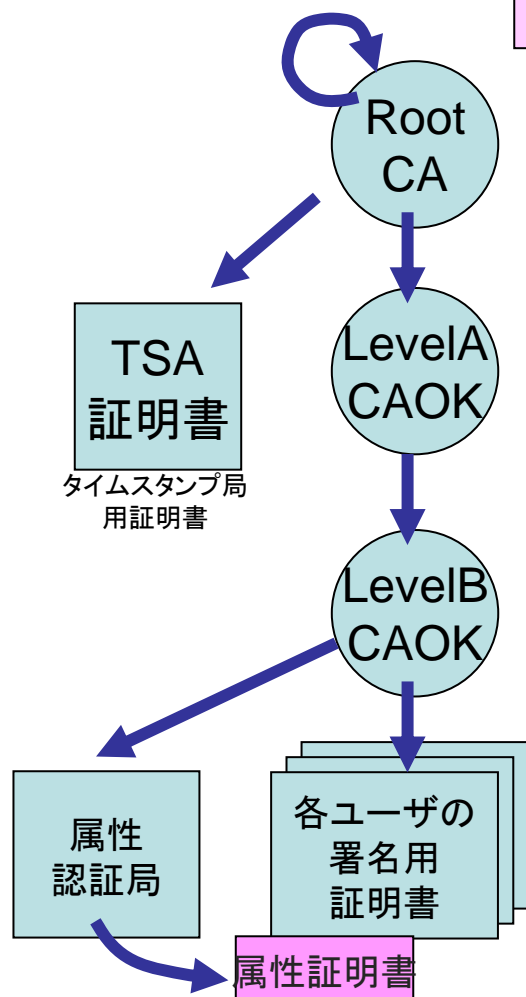 Root
CA
TSA
証明書
タイムスタンプ局
用証明書
LevelA
CAOK
LevelB
CAOK
属性
認証局
各ユーザの
署名用
証明書
属性証明書